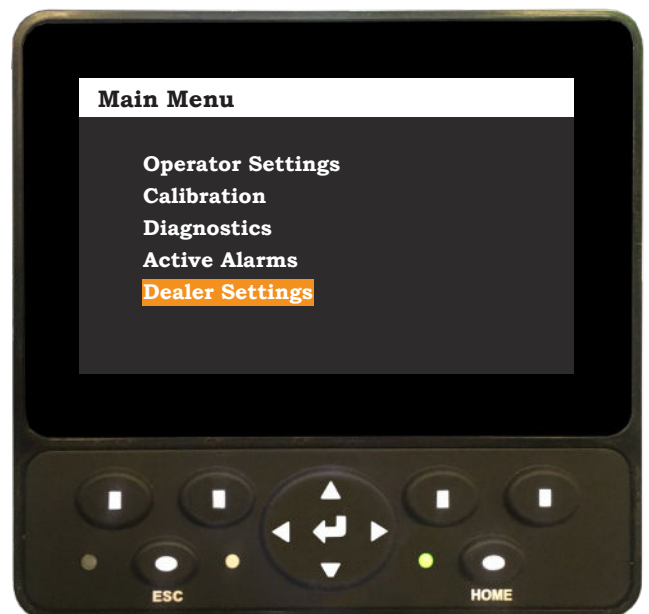 Main Menu
Operator Settings
Calibration
Diagnostics
Active Alarms
Dealer Settings
ESC
HOME